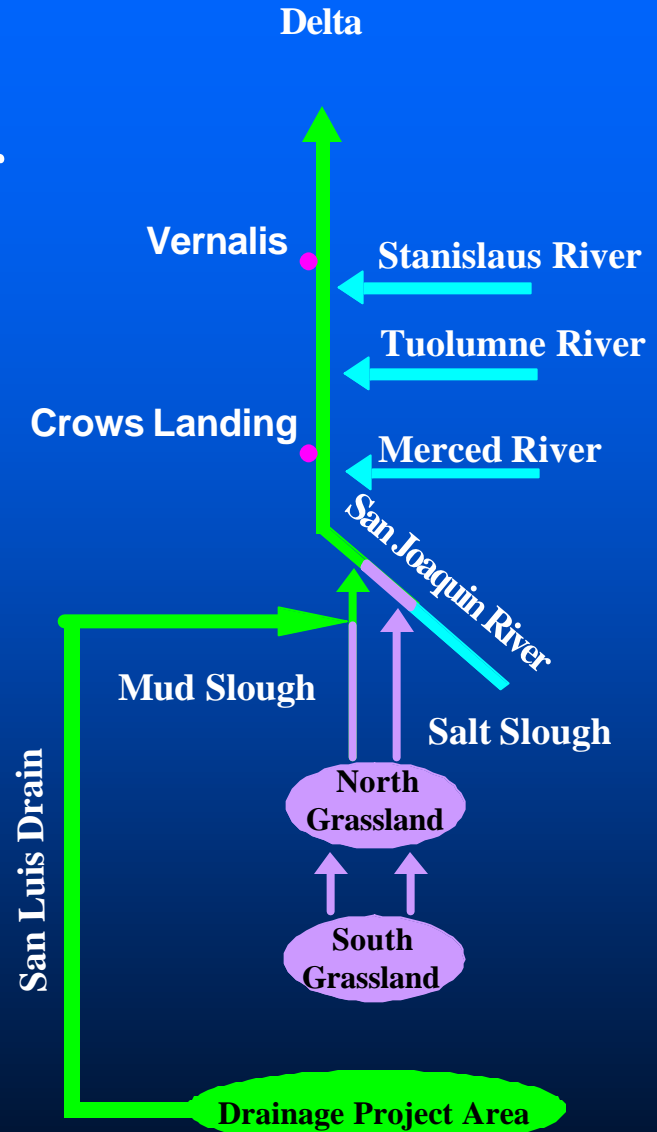 Delta
.
Vernalis
Stanislaus River
Tuolumne River
Crows Landing
Merced River
San Joaquin River
Mud Slough
Salt Slough
North
Grassland
San Luis Drain
South
Grassland
Drainage Project Area